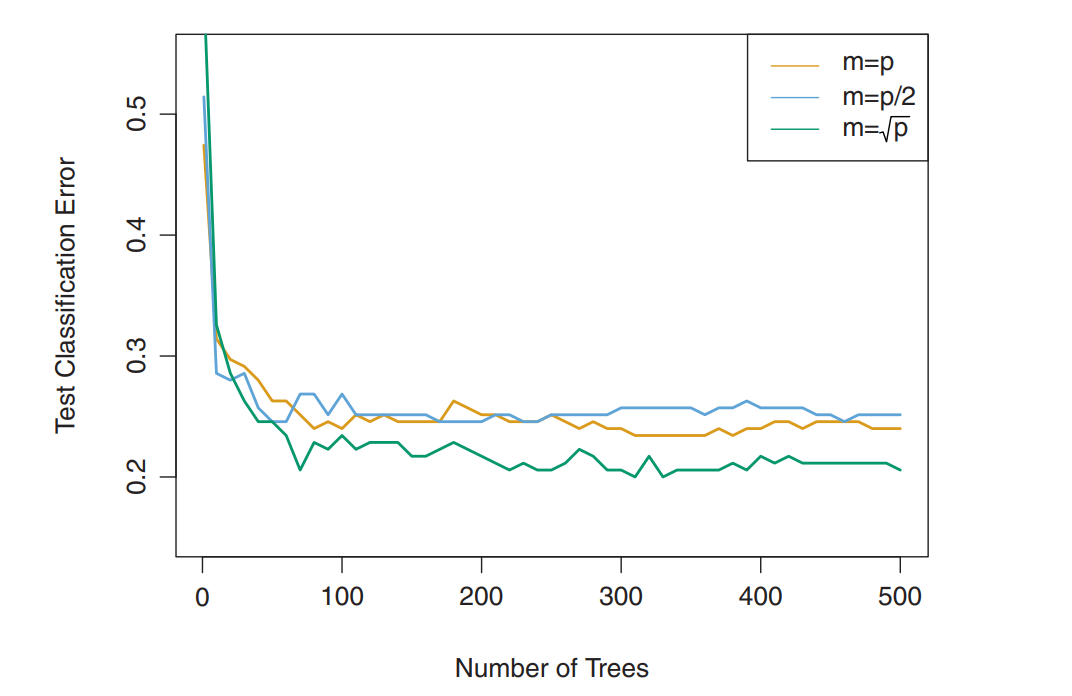 m=p
m=p/2
m=√p
Test Classification Error
0.5
0.4
0.3
0.2
0 100 200 300 400 500
Number of Trees